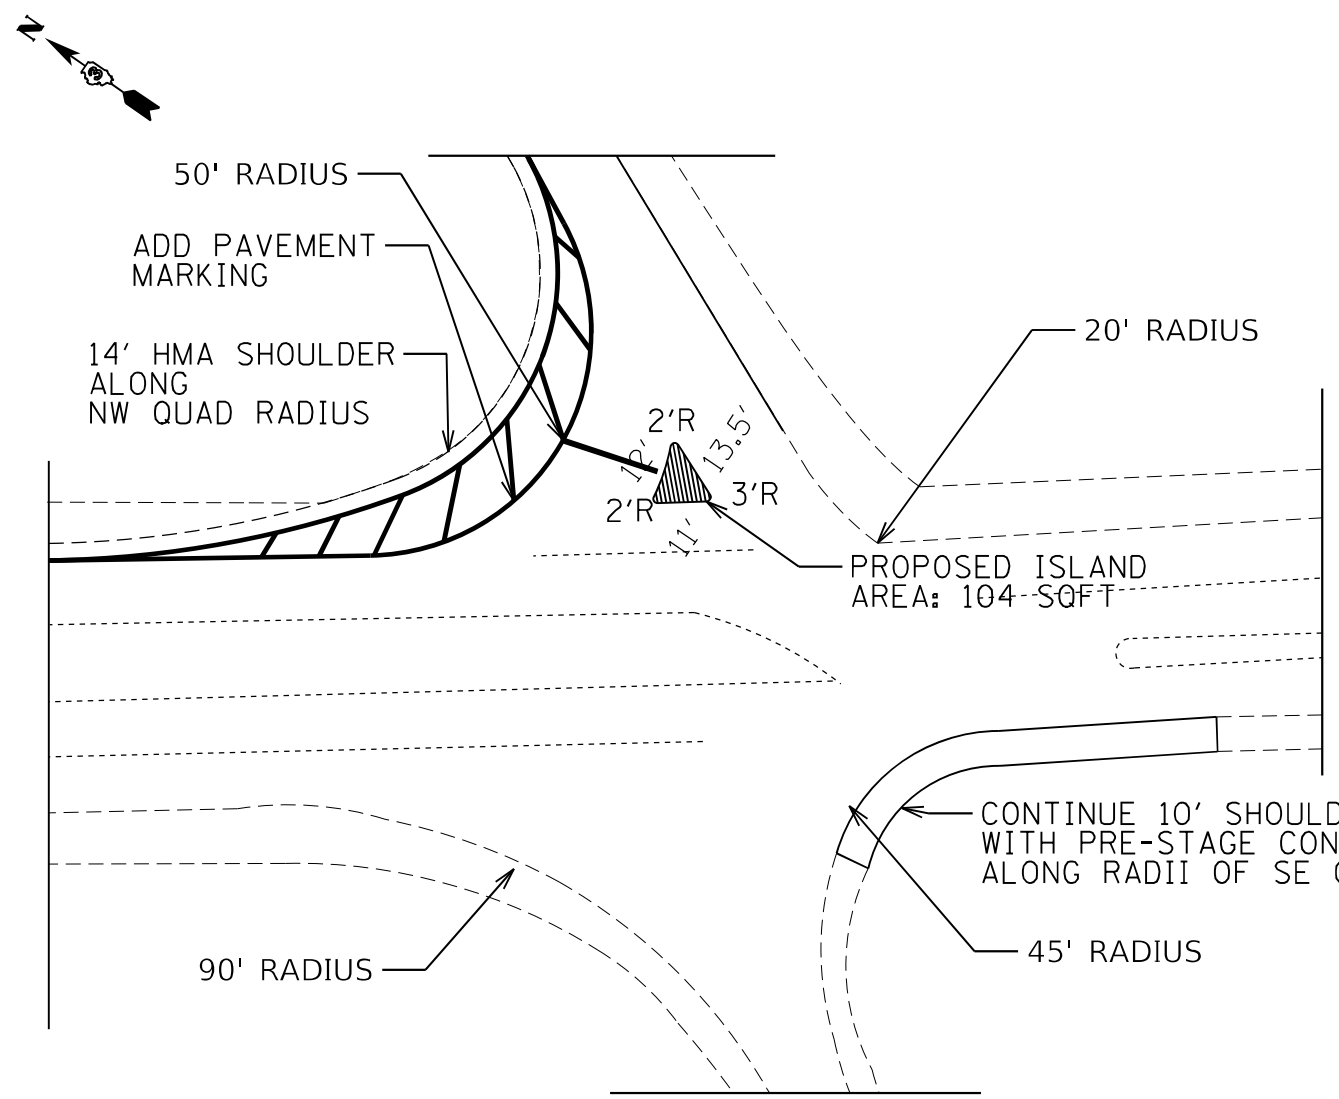 N
3
50' RADIUS
ADD PAVEMENT
MARKING
14' HMA SHOULDER
ALONG
NW QUAD RADIUS
20' RADIUS
2'R
12'
13.5'
2'R
3'R
11'
PROPOSED ISLAND
AREA: 104 SQFT
CONTINUE 10' SHOULD
WITH PRE-STAGE CON
ALONG RADII OF SE
45' RADIUS
90' RADIUS